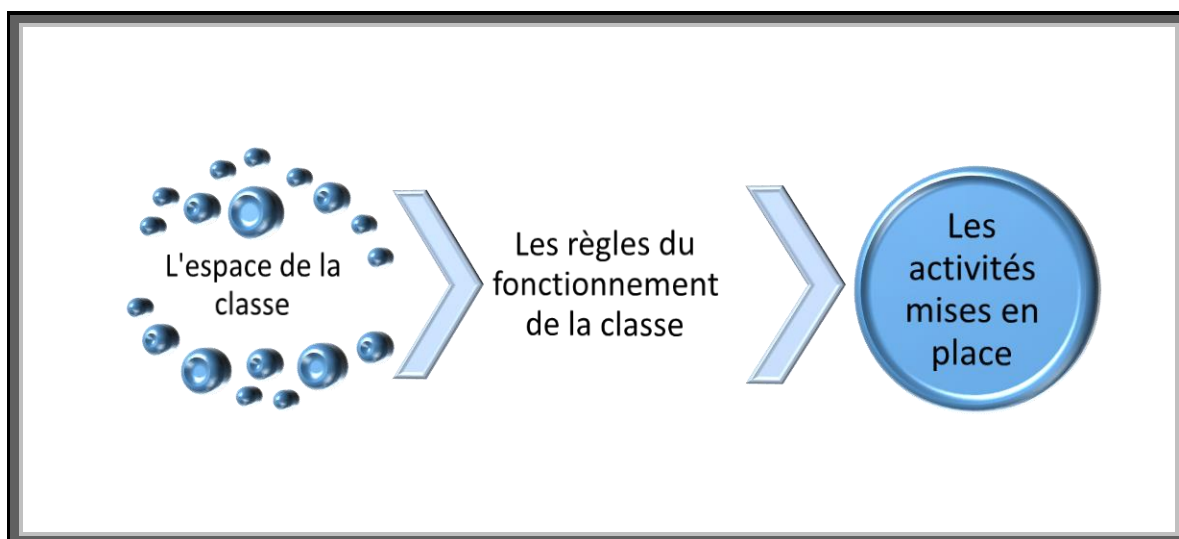 L'espace de la
classe
Les règles du
fonctionnement
de la classe
Les
activités
mises en
place